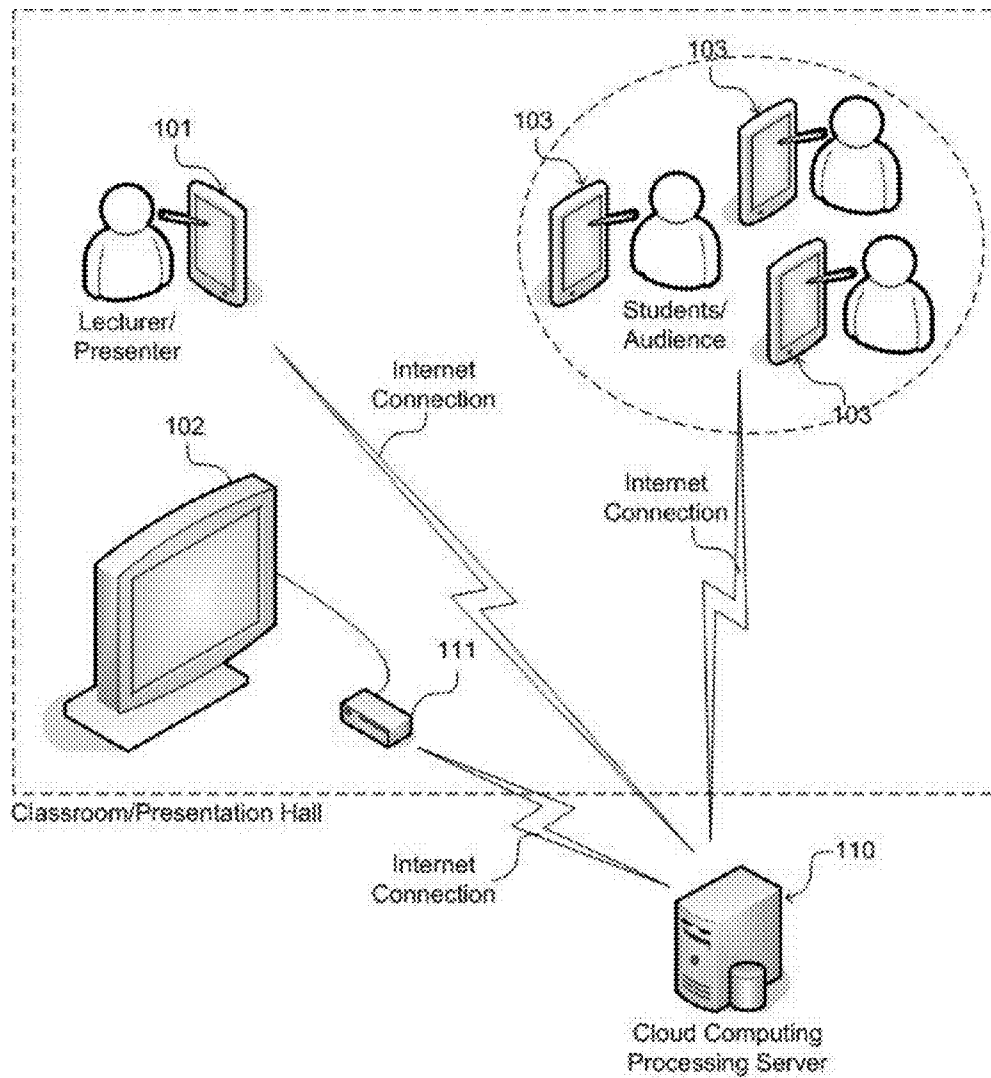 103
103
101
Lecturer/
Presenter
Students/
Audience
103
Internet
Connection
102
Internet
Connection
111
Classroom/Presentation Hall
Internet
Connection
110
Cloud Computing
Processing Server